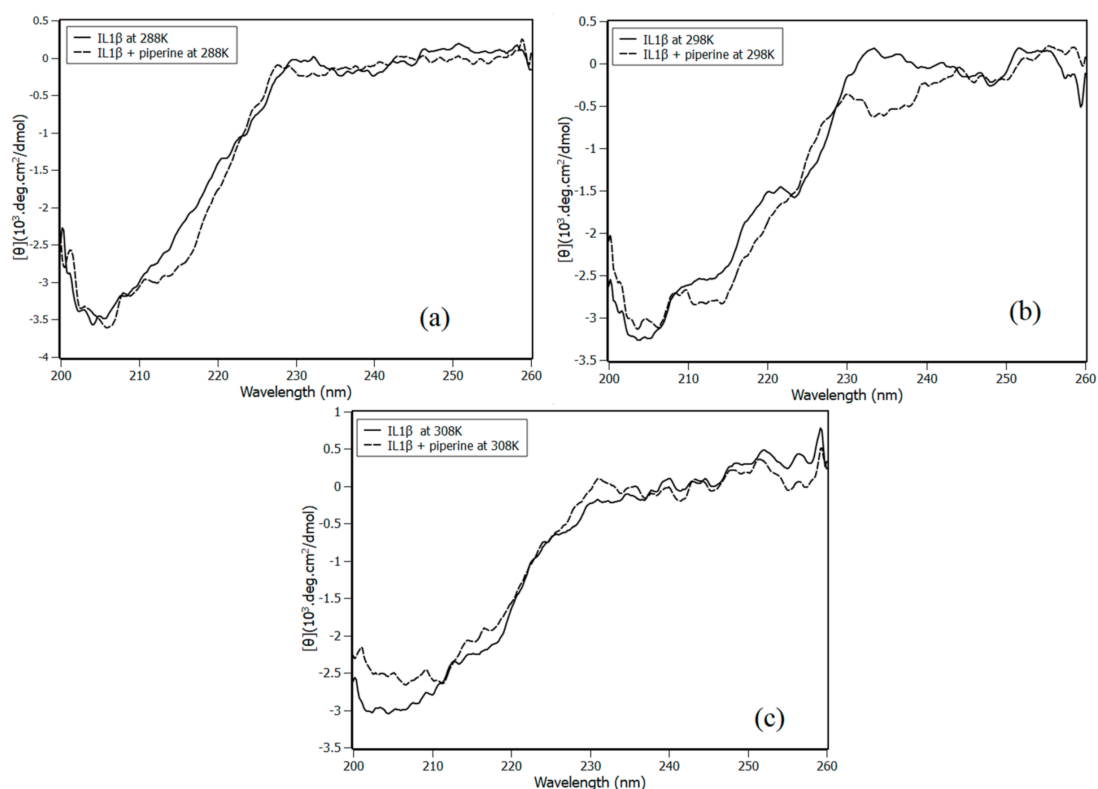 IL1β at 288K
IL1β + piperine at 288K
0.5
0
-0.5
-1
-1.5
-2
-2.5
-3
-3.5
-4
[θ](10³.deg.cm²/dmol)
(a)
200 210 220 230 240 250 260
Wavelength (nm)
IL1β at 298K
IL1β + piperine at 298K
0.5
0
-0.5
-1
-1.5
-2
-2.5
-3
-3.5
[θ](10³.deg.cm²/dmol)
(b)
200 210 220 230 240 250 260
Wavelength (nm)
IL1β at 308K
IL1β + piperine at 308K
1
0.5
0
-0.5
-1
-1.5
-2
-2.5
-3
-3.5
[θ](10³.deg.cm²/dmol)
(c)
200 210 220 230 240 250 260
Wavelength (nm)